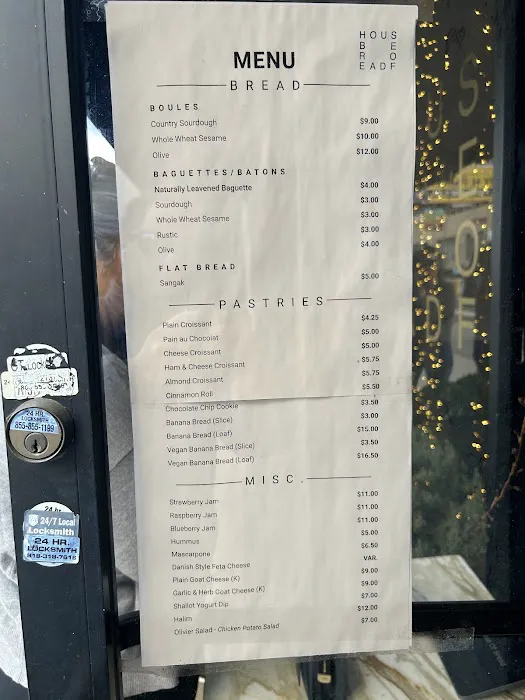 HOUS
B E
R O
EADF
MENU
BREAD
BOULES
Country Sourdough $9.00
Whole Wheat Sesame $10.00
Olive $12.00
BAGUETTES/BATONS
Naturally Leavened Baguette $4.00
Sourdough $3.00
Whole Wheat Sesame $3.00
Rustic $3.00
Olive $4.00
FLAT BREAD
Sangak $5.00
PASTRIES
Plain Croissant $4.25
Pain au Chocolat $5.00
Cheese Croissant $5.00
Ham & Cheese Croissant $5.75
Almond Croissant $5.75
Cinnamon Roll $5.50
Chocolate Chip Cookie $3.50
Banana Bread (Slice) $3.00
Banana Bread (Loaf) $15.00
Vegan Banana Bread (Slice) $3.50
Vegan Banana Bread (Loaf) $16.50
MISC.
Strawberry Jam $11.00
Raspberry Jam $11.00
Blueberry Jam $11.00
Hummus $5.00
Mascarpone $6.50
Danish Style Feta Cheese VAR.
Plain Goat Cheese (K) $9.00
Garlic & Herb Goat Cheese (K) $9.00
Shallot Yogurt Dip $7.00
Halim $12.00
Olivier Salad - Chicken Potato Salad $7.00
24 HR.
LOCKSMITH
855-855-1199
24 hr
24/7 Local
Locksmith
24 HR.
LOCKSMITH
818-318-7616